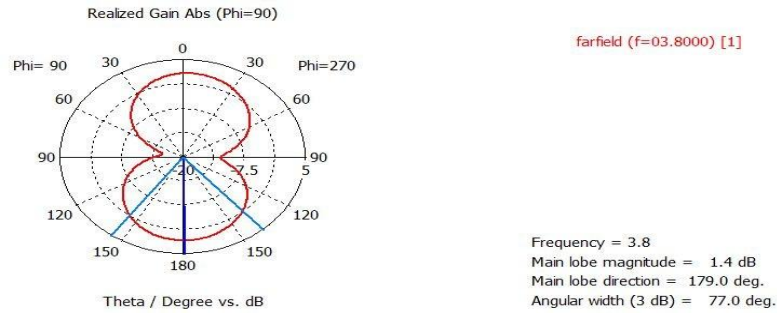 Realized Gain Abs (Phi=90)
farfield (f=03.8000) [1]
0
30
30
Phi= 90
Phi=270
60
60
90
-20
-7.5
5
90
120
120
150
150
180
Theta / Degree vs. dB
Frequency = 3.8
Main lobe magnitude = 1.4 dB
Main lobe direction = 179.0 deg.
Angular width (3 dB) = 77.0 deg.